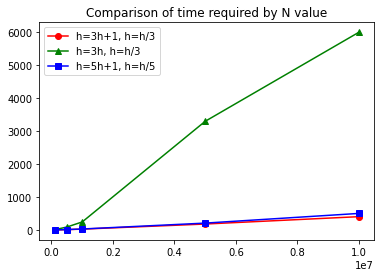 Comparison of time required by N value
h=3h+1, h=h/3
h=3h, h=h/3
h=5h+1, h=h/5
6000
5000
4000
3000
2000
1000
0
0.0 0.2 0.4 0.6 0.8 1.0
1e7